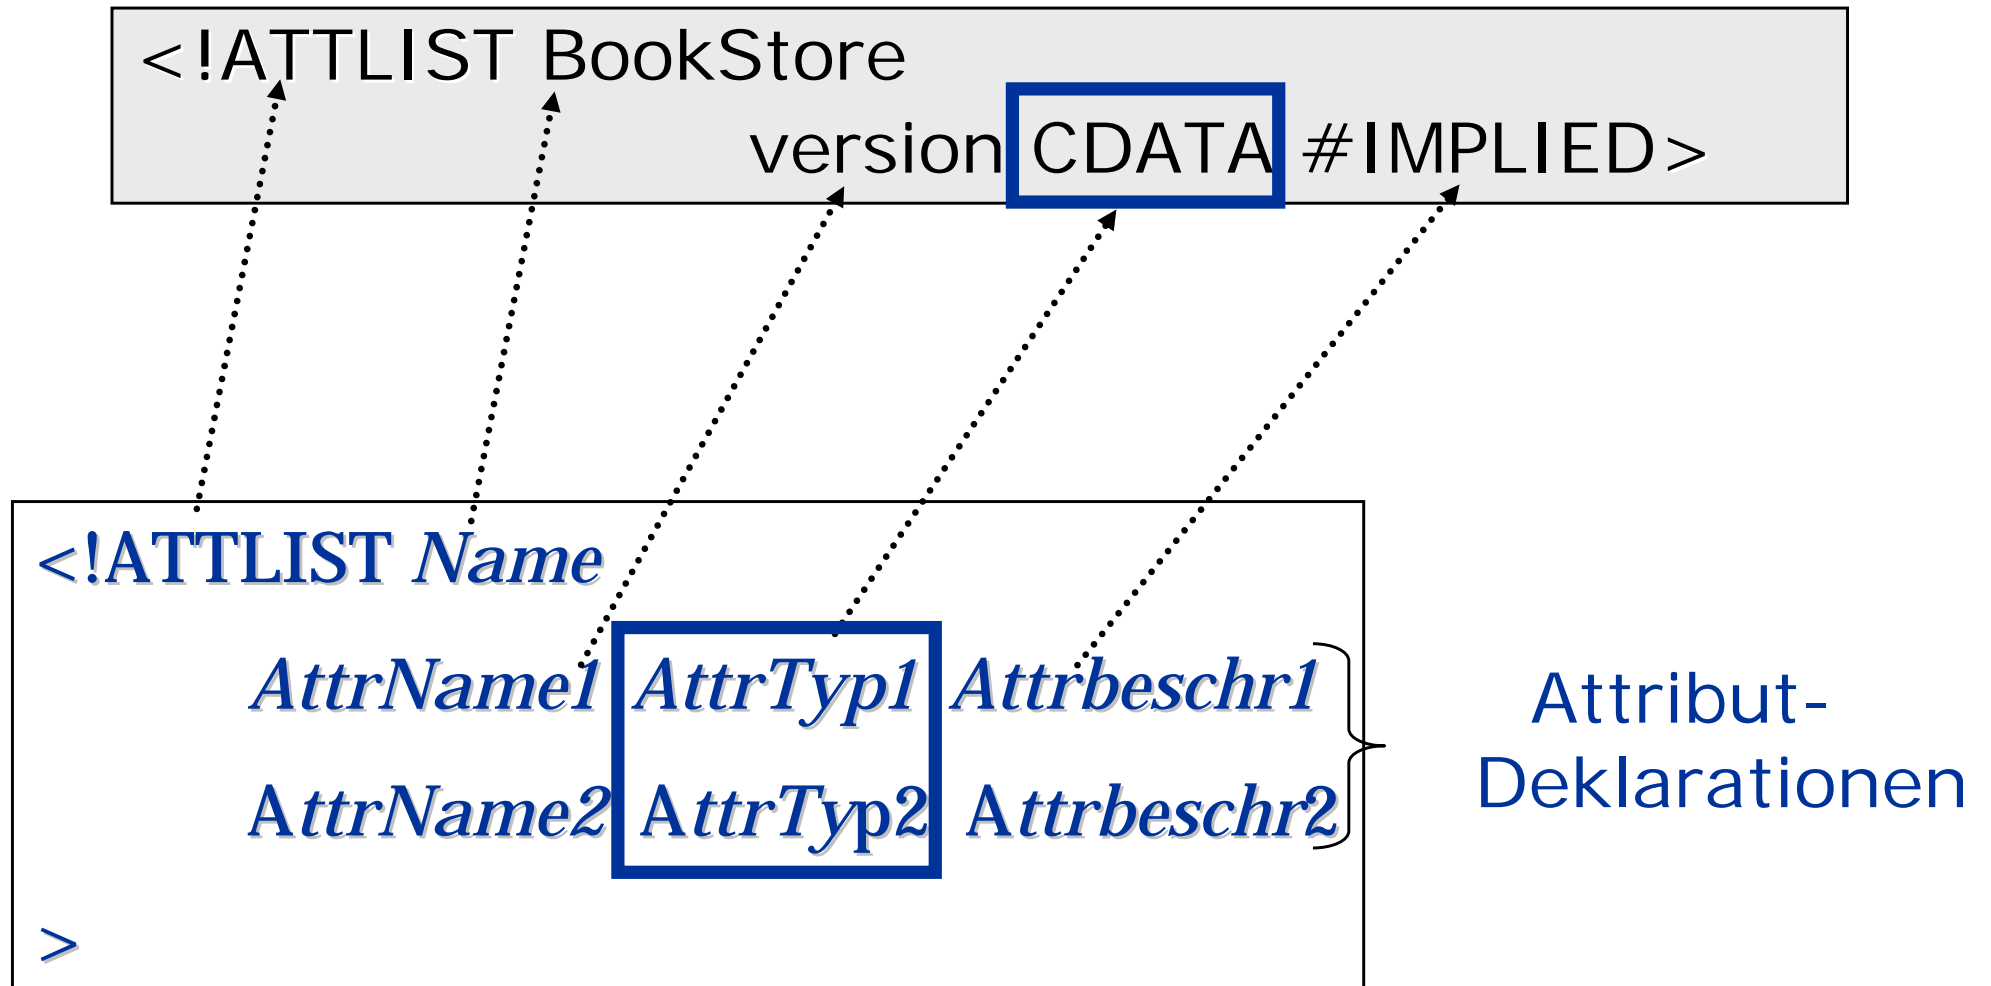 <!ATTLIST BookStore
version CDATA #IMPLIED>
<!ATTLIST Name
AttrName1 AttrTyp1 Attrbeschr1
AttrName2 AttrTyp2 Attrbeschr2
>
Attribut-
Deklarationen